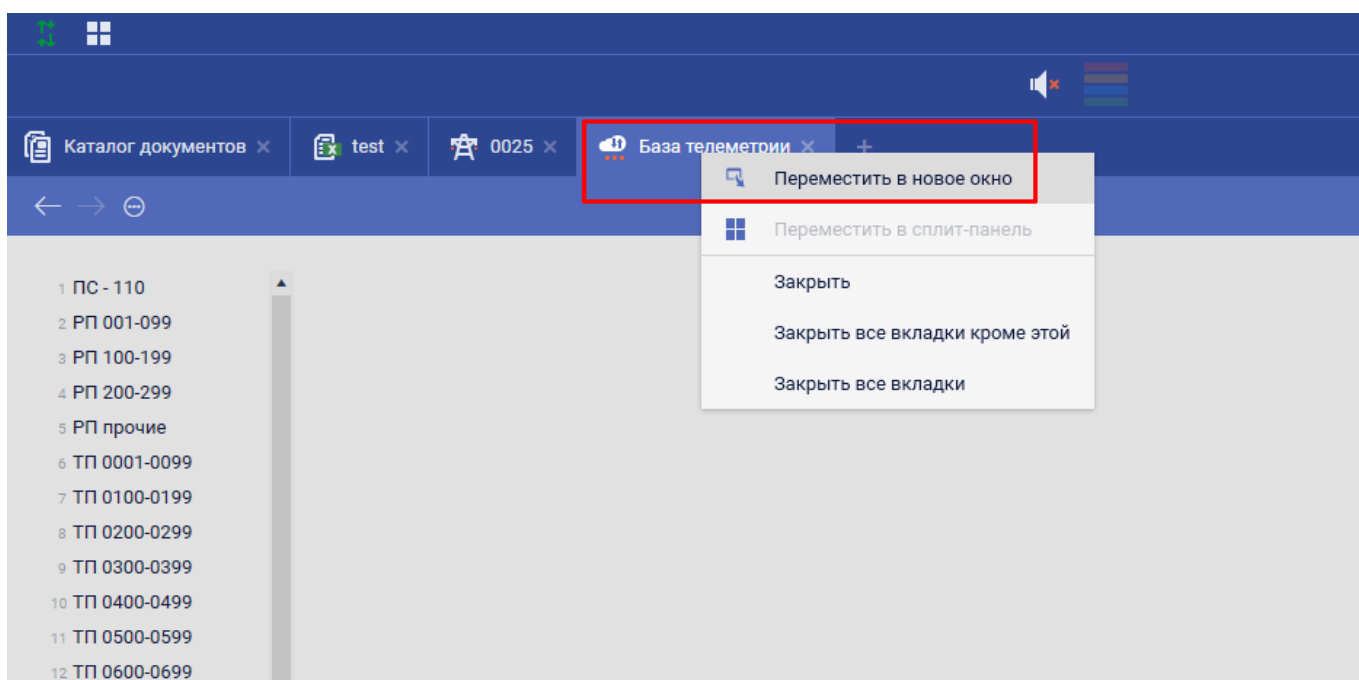 Каталог документов
test
0025
База телеметрии
Переместить в новое окно
Переместить в сплит-панель
Закрыть
Закрыть все вкладки кроме этой
Закрыть все вкладки
1 ПС - 110
2 РП 001-099
3 РП 100-199
4 РП 200-299
5 РП прочие
6 ТП 0001-0099
7 ТП 0100-0199
8 ТП 0200-0299
9 ТП 0300-0399
10 ТП 0400-0499
11 ТП 0500-0599
12 ТП 0600-0699